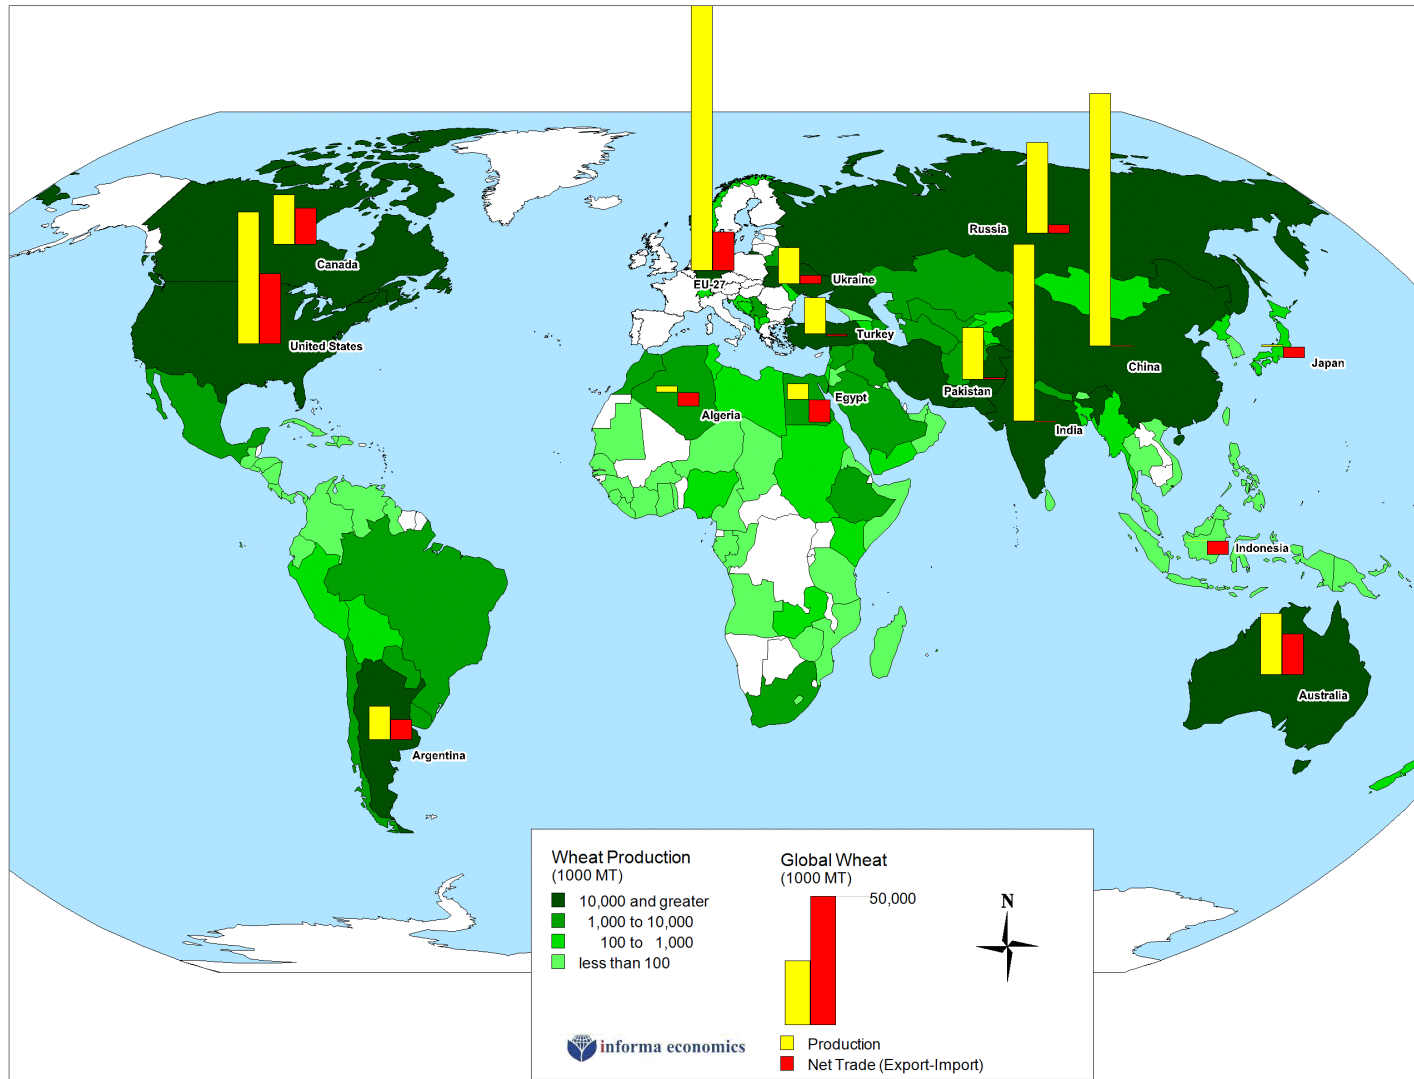 Canada
United States
EU-27
Ukraine
Turkey
Russia
China
Japan
Pakistan
India
Algeria
Egypt
Indonesia
Australia
Argentina
Wheat Production
(1000 MT)
10,000 and greater
1,000 to 10,000
100 to 1,000
less than 100
Global Wheat
(1000 MT)
50,000
N
Production
Net Trade (Export-Import)
informa economics